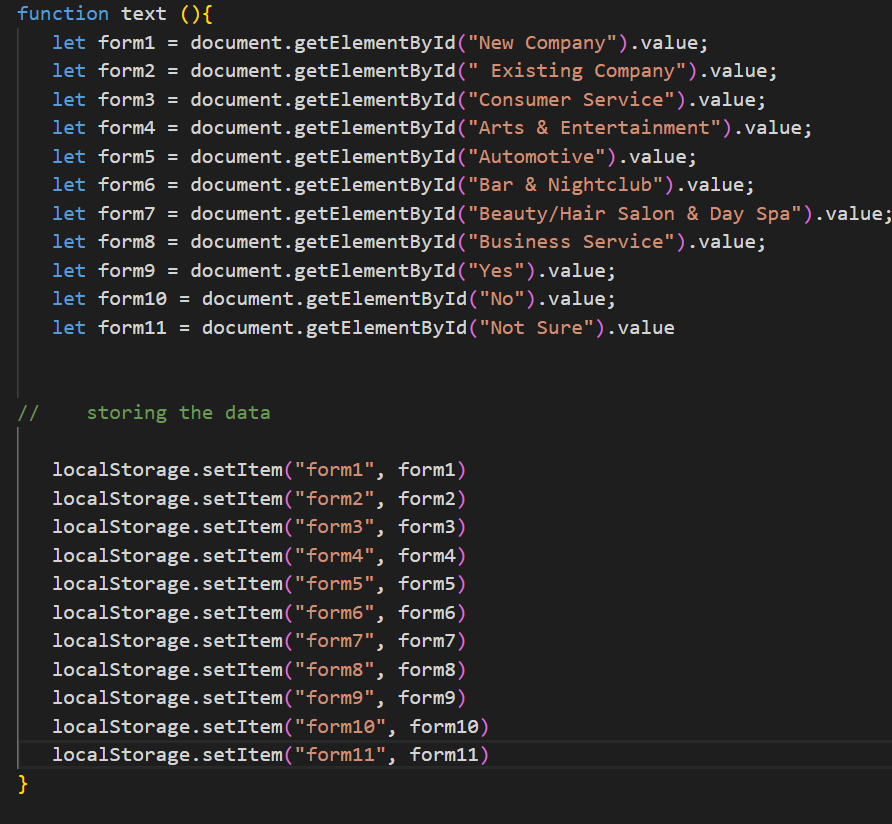 function text (){
let form1 = document.getElementById("New Company").value;
let form2 = document.getElementById(" Existing Company").value;
let form3 = document.getElementById("Consumer Service").value;
let form4 = document.getElementById("Arts & Entertainment").value;
let form5 = document.getElementById("Automotive").value;
let form6 = document.getElementById("Bar & Nightclub").value;
let form7 = document.getElementById("Beauty/Hair Salon & Day Spa").value;
let form8 = document.getElementById("Business Service").value;
let form9 = document.getElementById("Yes").value;
let form10 = document.getElementById("No").value;
let form11 = document.getElementById("Not Sure").value
//    storing the data
localStorage.setItem("form1", form1)
localStorage.setItem("form2", form2)
localStorage.setItem("form3", form3)
localStorage.setItem("form4", form4)
localStorage.setItem("form5", form5)
localStorage.setItem("form6", form6)
localStorage.setItem("form7", form7)
localStorage.setItem("form8", form8)
localStorage.setItem("form9", form9)
localStorage.setItem("form10", form10)
localStorage.setItem("form11", form11)
}